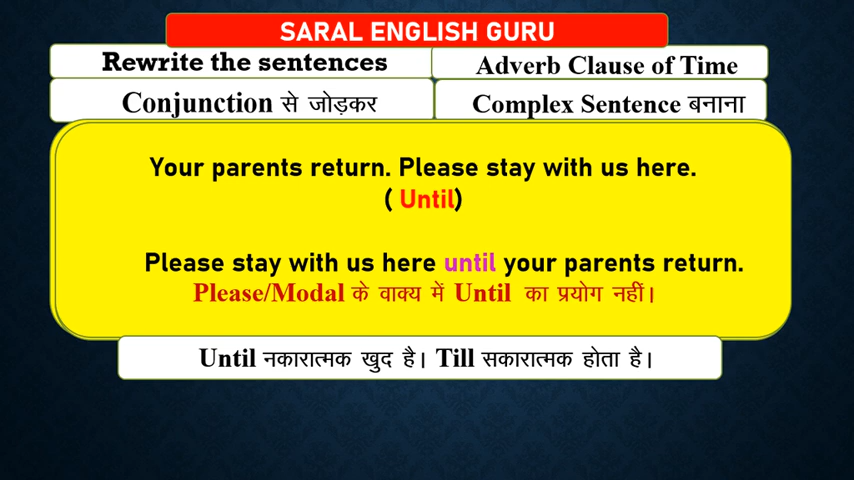 SARAL ENGLISH GURU
Rewrite the sentences
Adverb Clause of Time
Conjunction से जोड़कर
Complex Sentence बनाना
Your parents return. Please stay with us here.
( Until)
Please stay with us here until your parents return.
Please/Modal के वाक्य में Until का प्रयोग नहीं।
Until नकारात्मक खुद है। Till सकारात्मक होता है।